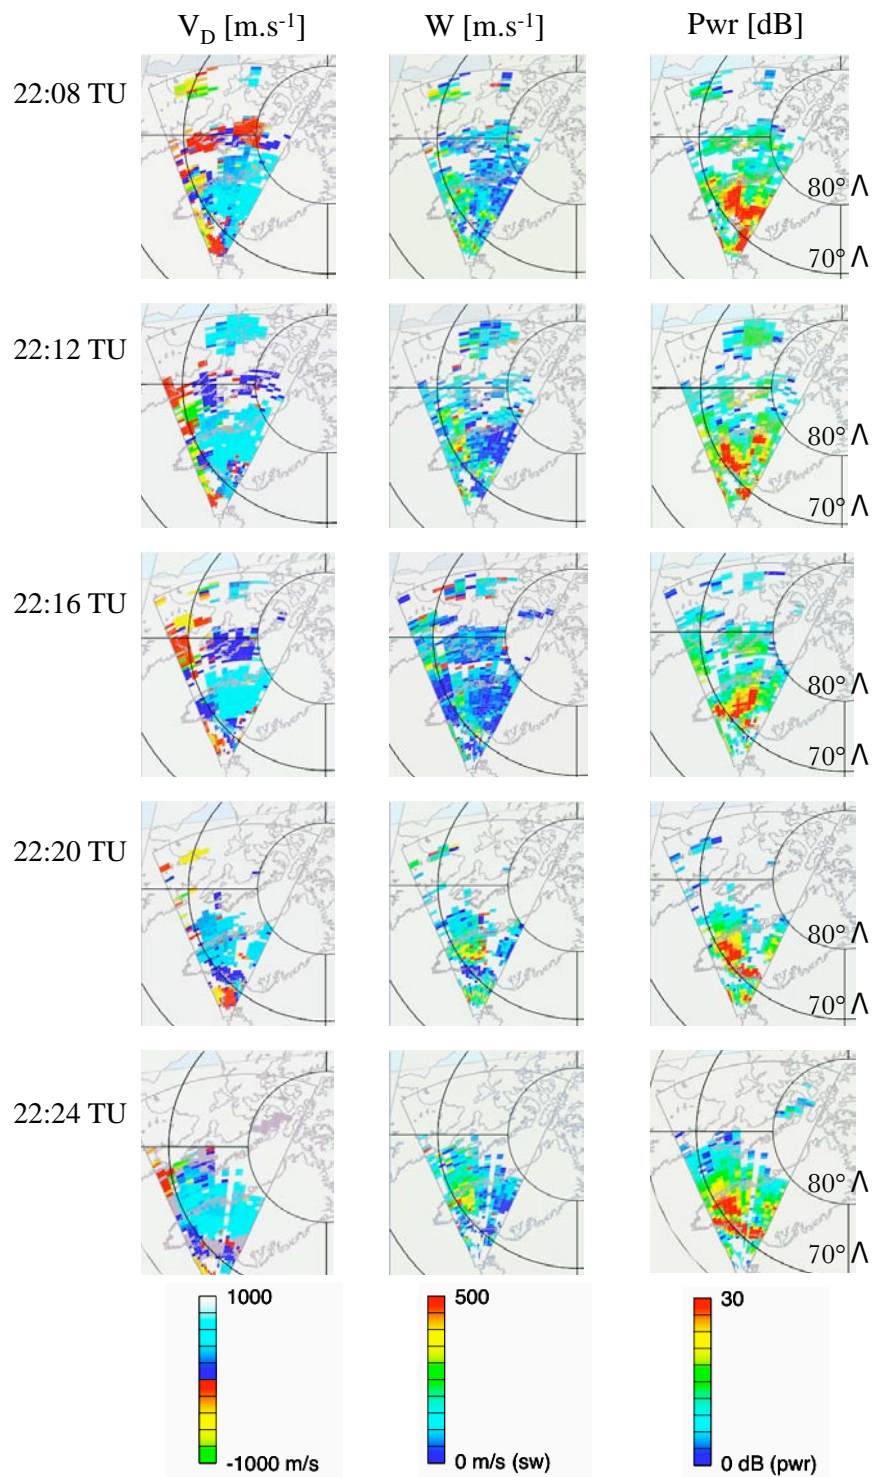 V_D [m.s⁻¹] W [m.s⁻¹] Pwr [dB]
22:08 TU
80° Λ
70° Λ
22:12 TU
80° Λ
70° Λ
22:16 TU
80° Λ
70° Λ
22:20 TU
80° Λ
70° Λ
22:24 TU
80° Λ
70° Λ
1000 500 30
-1000 m/s 0 m/s (sw) 0 dB (pwr)